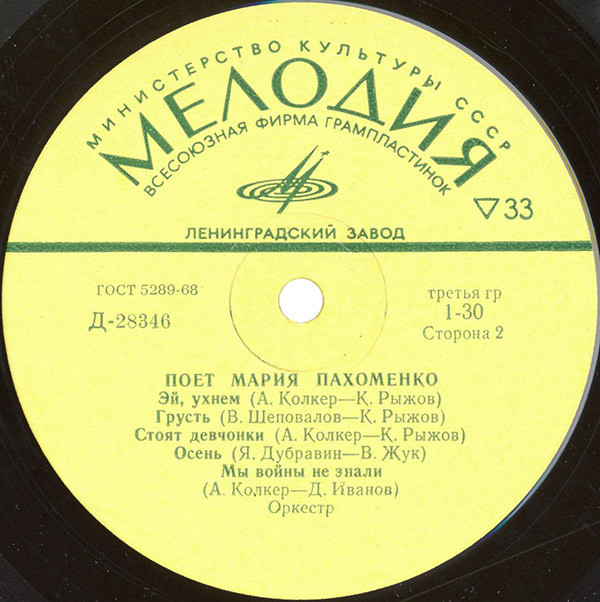 МИНИСТЕРСТВО КУЛЬТУРЫ СССР
МЕЛОДИЯ
ВСЕСОЮЗНАЯ ФИРМА ГРАМПЛАСТИНОК
▽33
ЛЕНИНГРАДСКИЙ ЗАВОД
ГОСТ 5289-68
Д-28346
третья гр
1-30
Сторона 2
ПОЕТ МАРИЯ ПАХОМЕНКО
Эй, ухнем (А. Колкер—К. Рыжов)
Грусть (В. Шеповалов—К. Рыжов)
Стоят девчонки (А. Колкер—К. Рыжов)
Осень (Я. Дубравин—В. Жук)
Мы войны не знали
(А. Колкер—Д. Иванов)
Оркестр